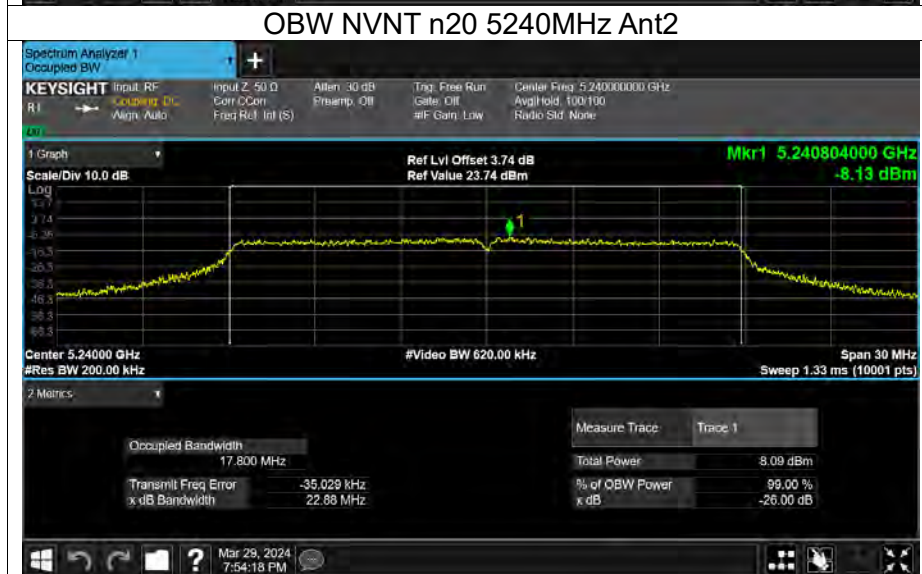 OBW NVNT n20 5240MHz Ant2
Spectrum Analyzer 1
Occupied BW
KEYSIGHT Input: RF Input Z: 50 Ω Atten: 30 dB Trig: Free Run Center Freq: 5.240000000 GHz
Coupling: DC Corr CCorr Preamp: Off Gate: Off Avg|Hold: 100/100
Align: Auto Freq Ref: Int (S) #IF Gain: Low Radio Std: None
1 Graph
Ref Lvl Offset 3.74 dB Mkr1 5.240804000 GHz
Scale/Div 10.0 dB Ref Value 23.74 dBm -8.13 dBm
Log
3.74
1
Center 5.24000 GHz #Video BW 620.00 kHz Span 30 MHz
#Res BW 200.00 kHz Sweep 1.33 ms (10001 pts)
2 Metrics
Measure Trace Trace 1
Occupied Bandwidth
17.800 MHz Total Power 8.09 dBm
Transmit Freq Error -35.029 kHz % of OBW Power 99.00 %
x dB Bandwidth 22.88 MHz x dB -26.00 dB
Mar 29, 2024
7:54:18 PM